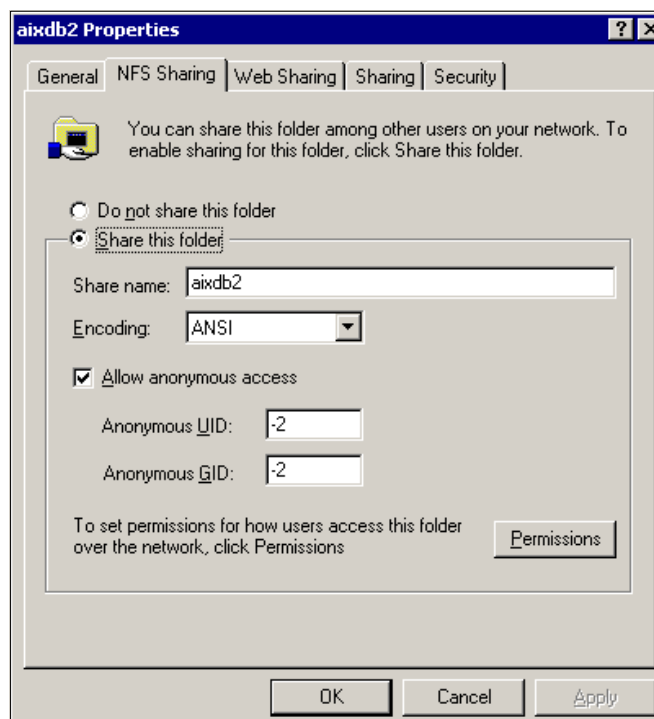 aixdb2 Properties
General NFS Sharing Web Sharing Sharing Security
You can share this folder among other users on your network. To
enable sharing for this folder, click Share this folder.
Do not share this folder
Share this folder
Share name: aixdb2
Encoding: ANSI
Allow anonymous access
Anonymous UID: -2
Anonymous GID: -2
To set permissions for how users access this folder
over the network, click Permissions
Permissions
OK Cancel Apply